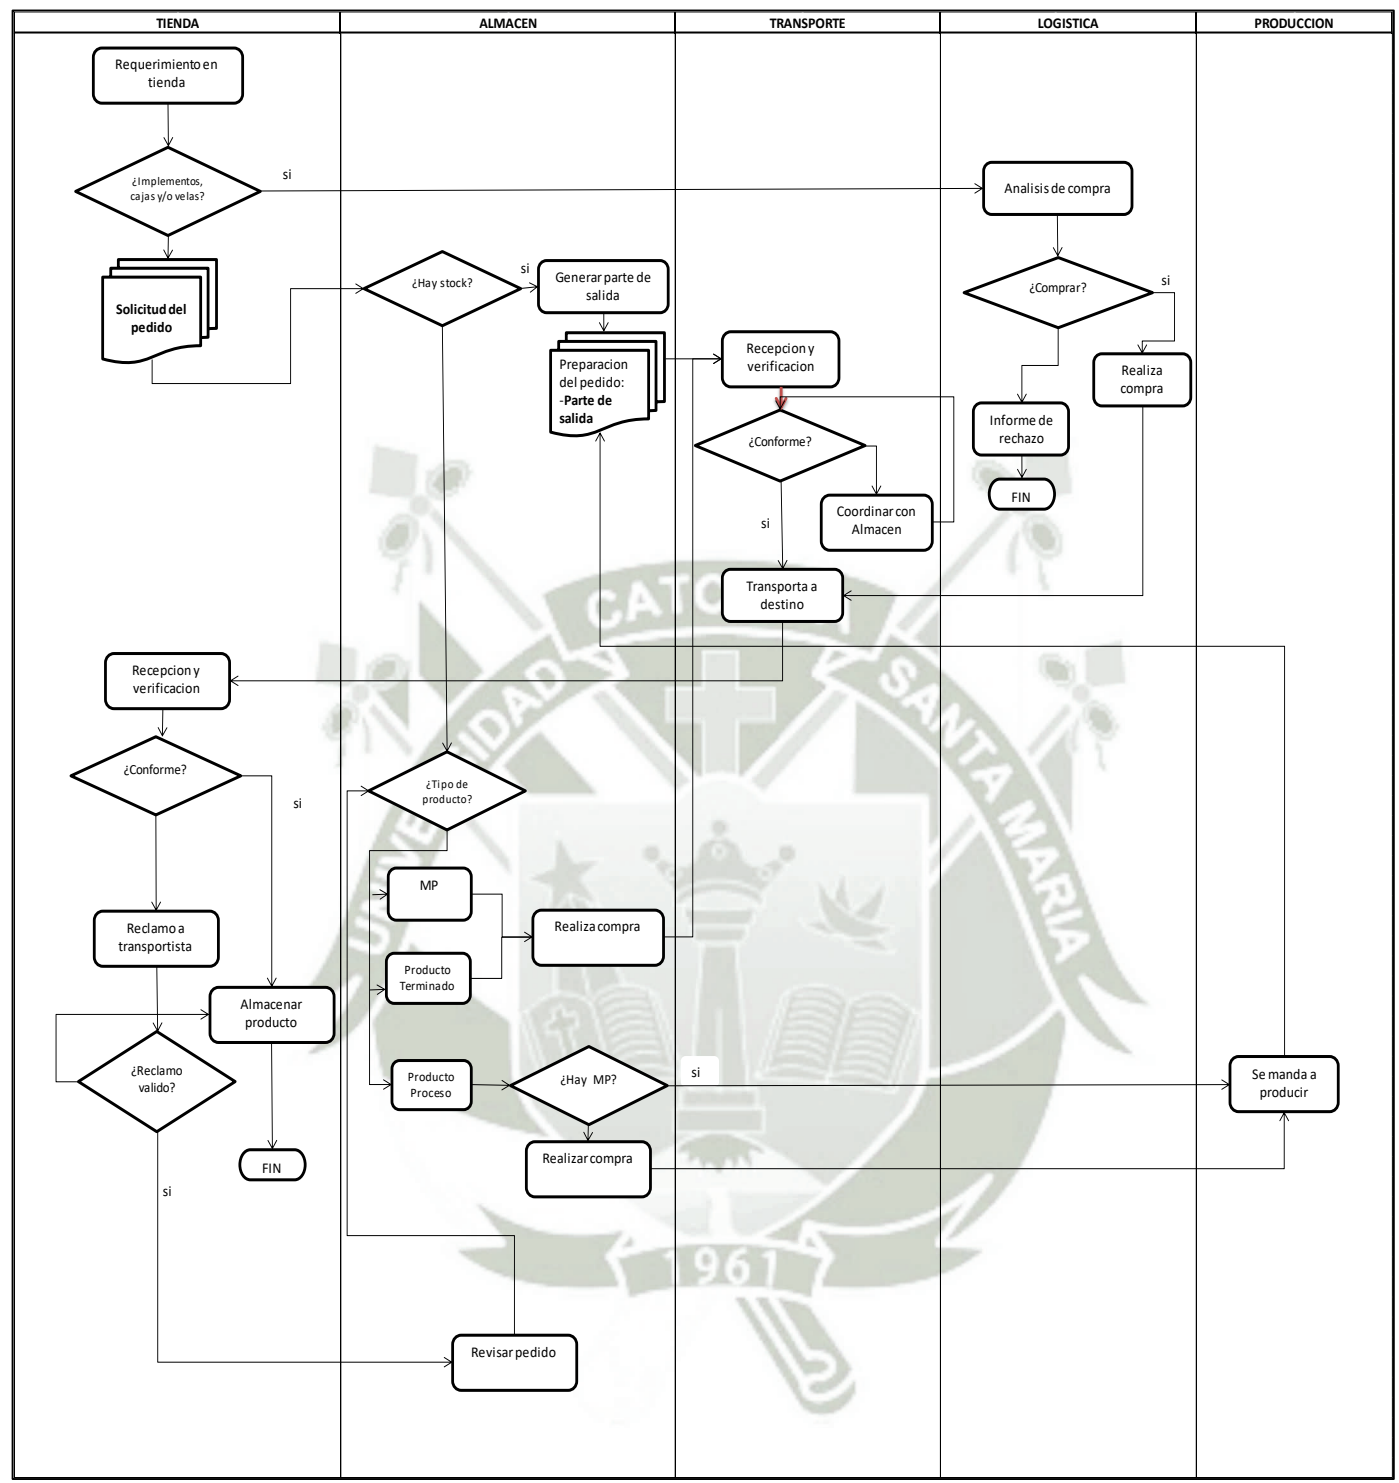 TIENDA
ALMACEN
TRANSPORTE
LOGISTICA
PRODUCCION
Requerimiento en
tienda
¿Implementos,
cajas y/o velas?
si
Analisis de compra
Solicitud del
pedido
¿Hay stock?
si
Generar parte de
salida
¿Comprar?
si
Preparacion
del pedido:
-Parte de
salida
Recepcion y
verificacion
Realiza
compra
¿Conforme?
Informe de
rechazo
si
Coordinar con
Almacen
FIN
Transporta a
destino
Recepcion y
verificacion
¿Conforme?
si
¿Tipo de
producto?
MP
Reclamo a
transportista
Realiza compra
Producto
Terminado
Almacenar
producto
¿Reclamo
valido?
Producto
Proceso
¿Hay MP?
si
Se manda a
producir
FIN
Realizar compra
si
Revisar pedido
UNIVERSIDAD CATOLICA SANTA MARIA
1961